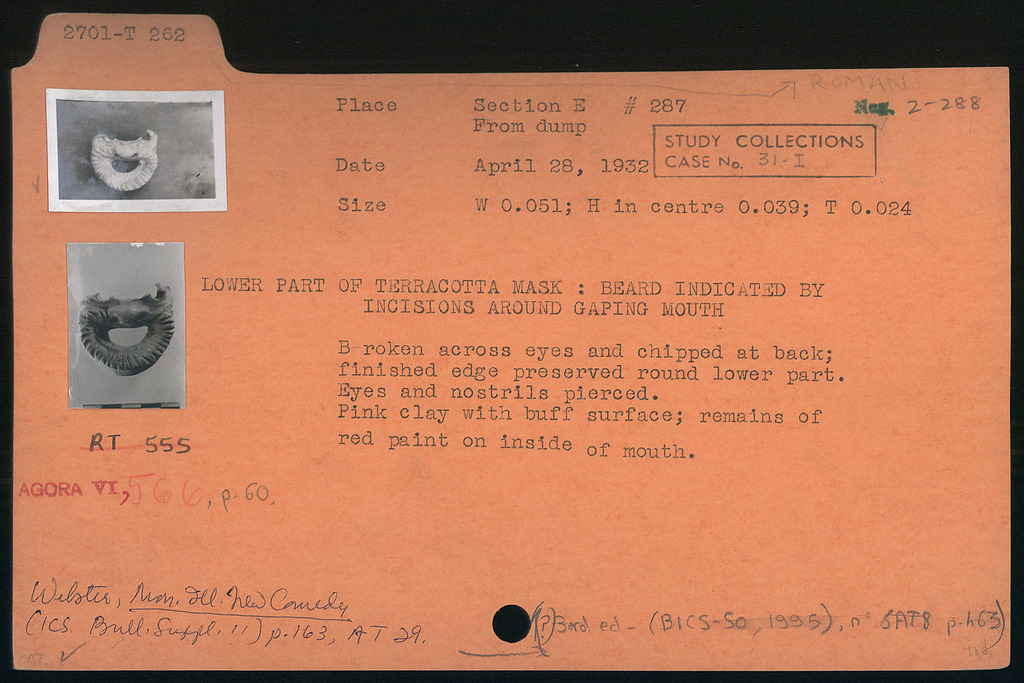 2701-T 262
ROMAN
Place Section E # 287 Neg. 2-288
From dump
STUDY COLLECTIONS
CASE No. 31-I
Date April 28, 1932
Size W 0.051; H in centre 0.039; T 0.024
LOWER PART OF TERRACOTTA MASK : BEARD INDICATED BY
INCISIONS AROUND GAPING MOUTH
B roken across eyes and chipped at back;
finished edge preserved round lower part.
Eyes and nostrils pierced.
Pink clay with buff surface; remains of
red paint on inside of mouth.
RT 555
AGORA VI, 566, p. 60.
Webster, Mon. Ill. New Comedy
(ICS. Bull. Suppl. 11) p. 163, AT 29.
(?) 3rd ed - (BICS-50, 1995), n° 6AT8 p. 463)